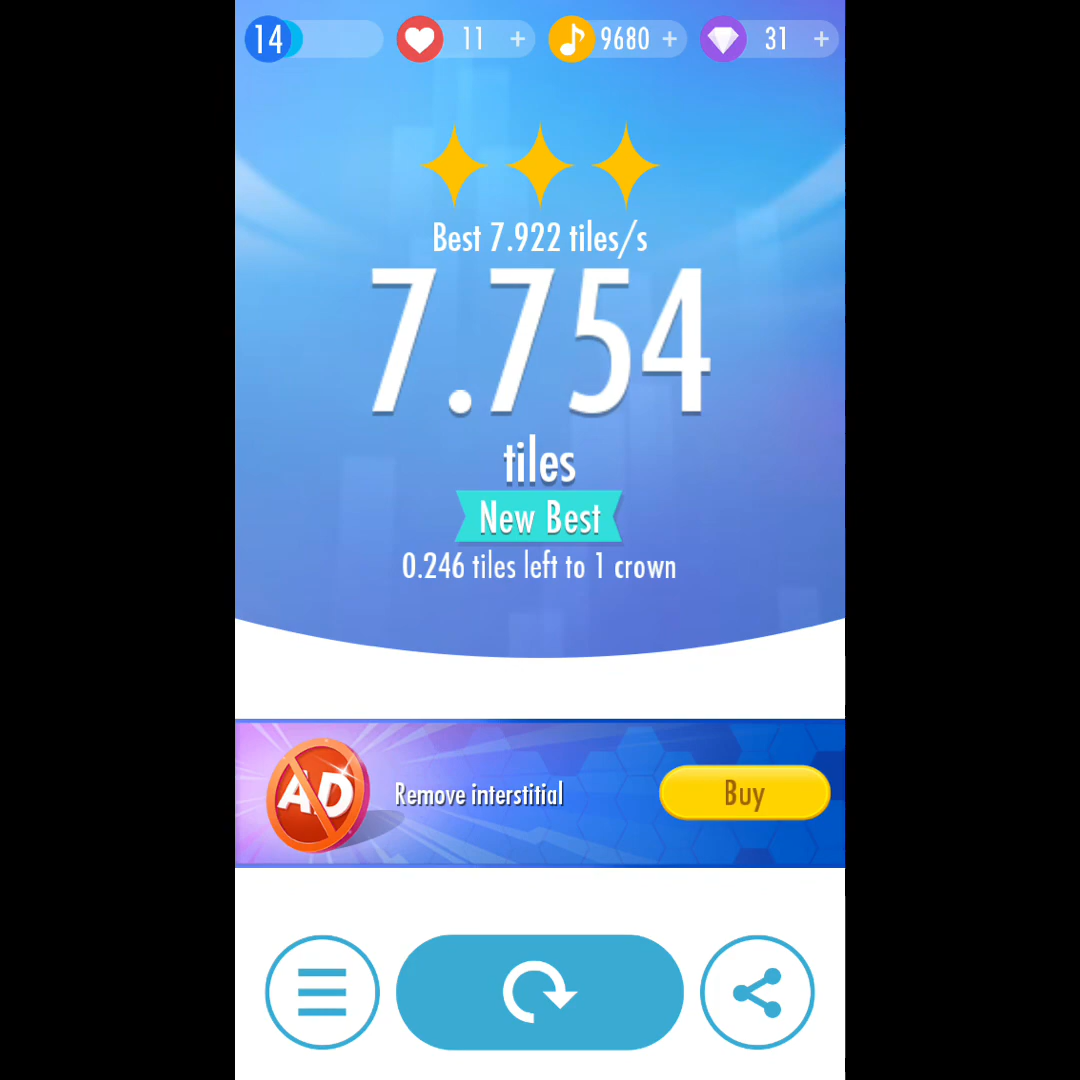 14 11 + 9680 + 31 +
Best 7.922 tiles/s
7.754
tiles
New Best
0.246 tiles left to 1 crown
AD Remove interstitial Buy